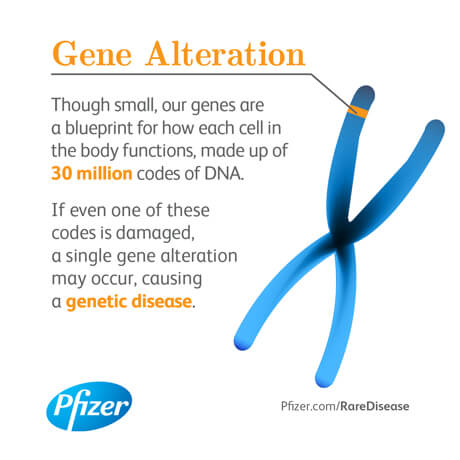 Gene Alteration
Though small, our genes are
a blueprint for how each cell in
the body functions, made up of
30 million codes of DNA.
If even one of these
codes is damaged,
a single gene alteration
may occur, causing
a genetic disease.
Pfizer
Pfizer.com/RareDisease